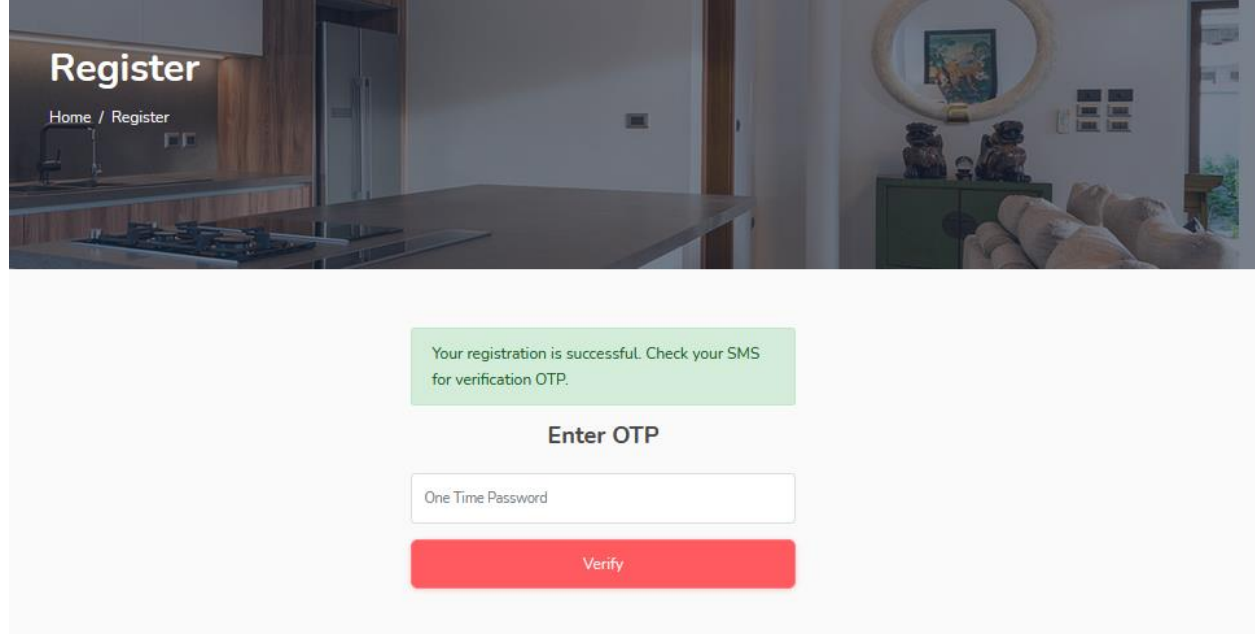 Register
Home / Register
Your registration is successful. Check your SMS
for verification OTP.
Enter OTP
One Time Password
Verify